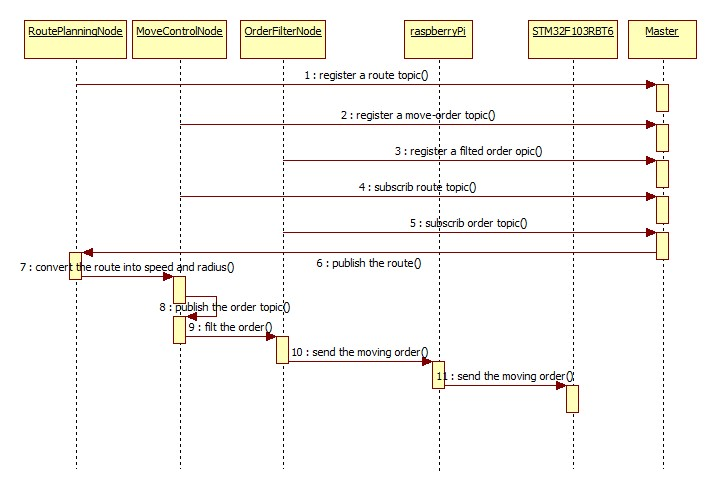 RoutePlanningNode
MoveControlNode
OrderFilterNode
raspberryPi
STM32F103RBT6
Master
1 : register a route topic()
2 : register a move-order topic()
3 : register a filted order opic()
4 : subscrib route topic()
5 : subscrib order topic()
6 : publish the route()
7 : convert the route into speed and radius()
8 : publish the order topic()
9 : filt the order()
10 : send the moving order()
11 : send the moving order()